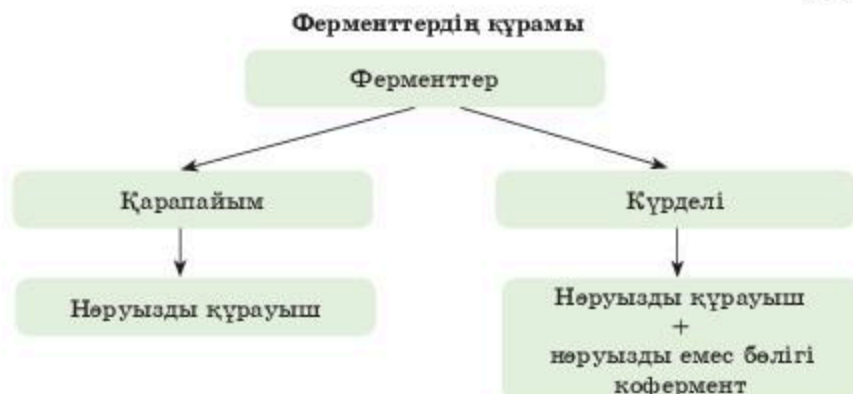 Ферменттердің құрамы
Ферменттер
Қарапайым
Күрделі
Нәруызды құрауыш
Нәруызды құрауыш
+
нәруызды емес бөлігі
кофермент